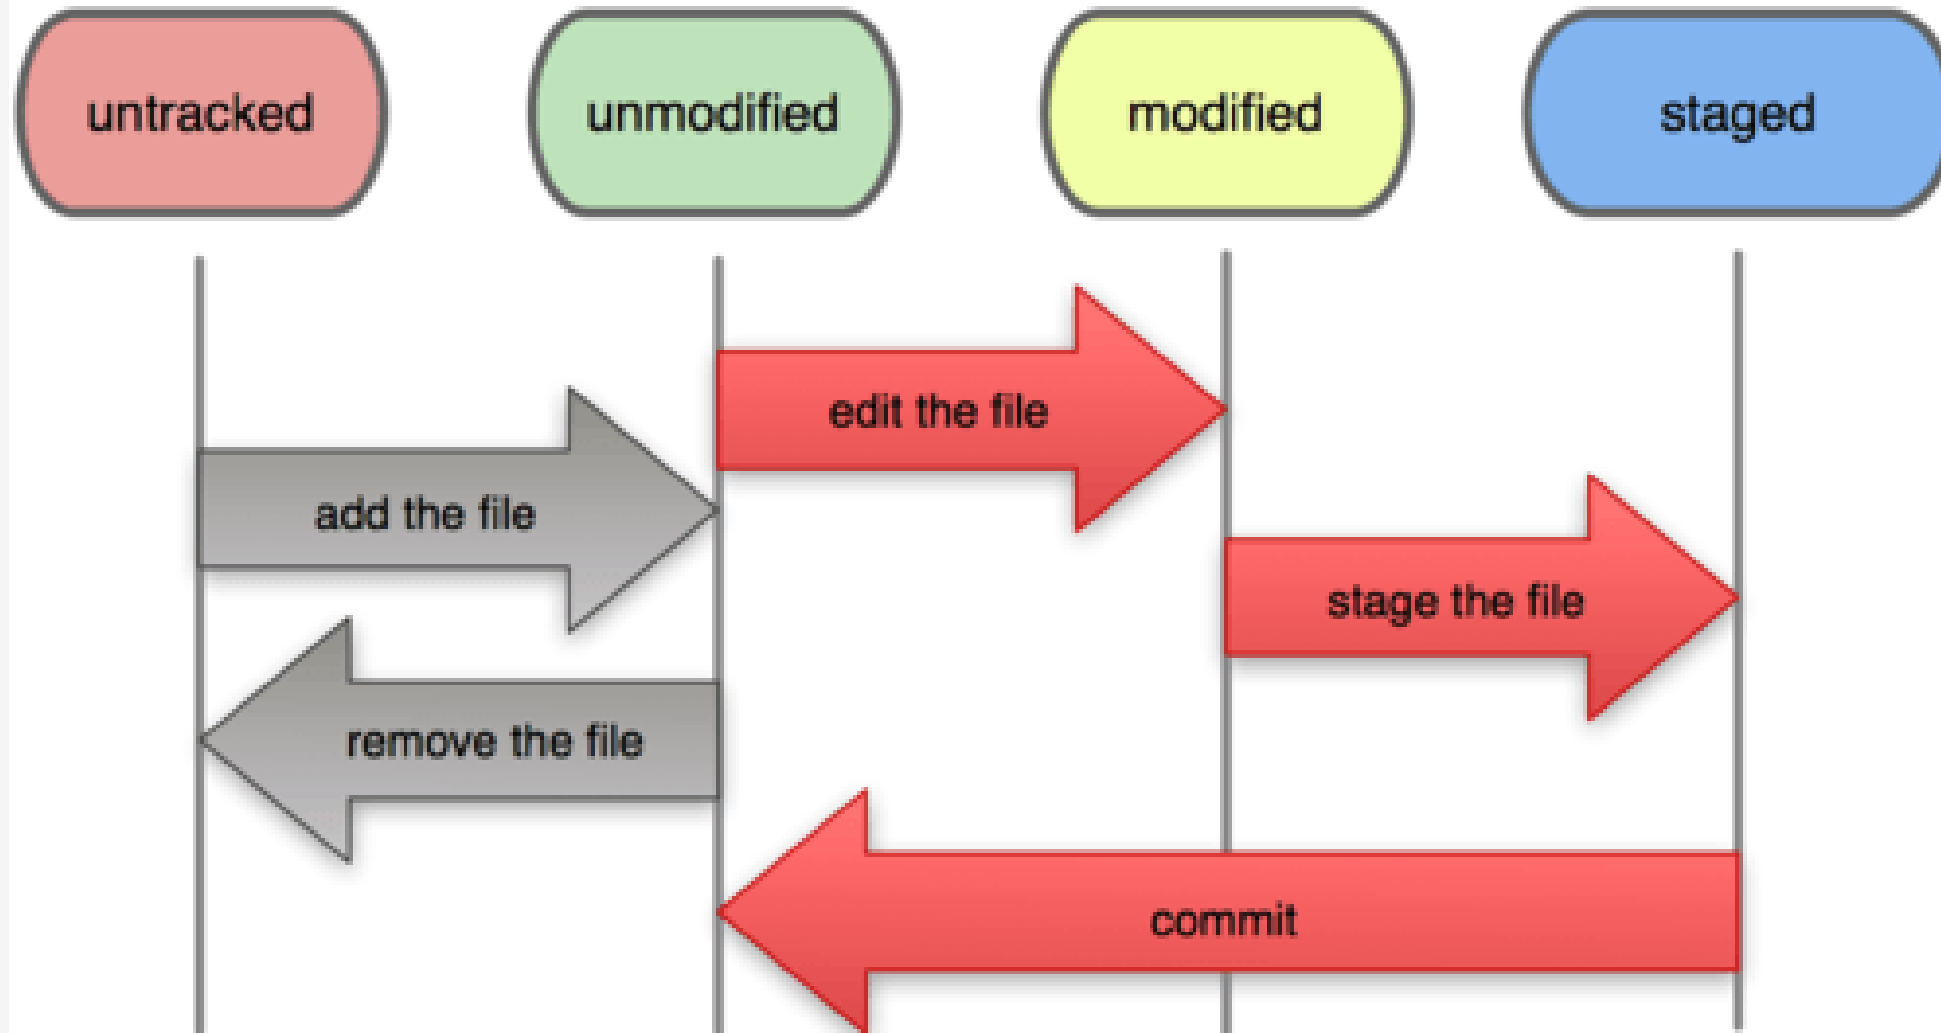 untracked
unmodified
modified
staged
edit the file
add the file
stage the file
remove the file
commit